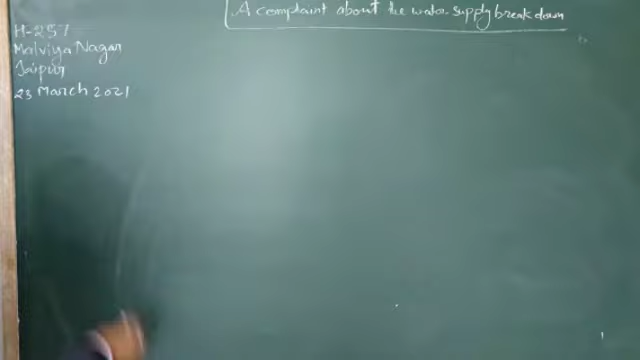 A complaint about the water supply break down
H-257
Malviya Nagar
Jaipur
23 March 2021